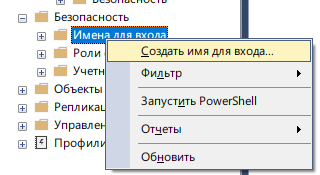 Безопасность
Безопасность
Имена для входа
Создать имя для входа...
Роли
Фильтр
Учетн
Объекты
Запустить PowerShell
Реплика
Управлен
Отчеты
Профили
Обновить